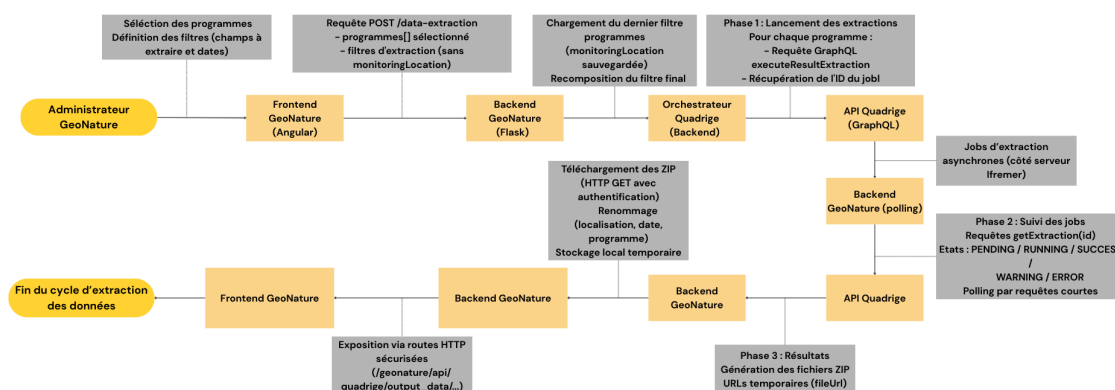 Séléction des programmes
Définition des filtres (champs à
extraire et dates)
Requête POST /data-extraction
- programmes[] sélectionné
- filtres d'extraction (sans
monitoringLocation)
Chargement du dernier filtre
programmes
(monitoringLocation
sauvegardée)
Recomposition du filtre final
Phase 1 : Lancement des extractions
Pour chaque programme :
- Requête GraphQL
executeResultExtraction
- Récupération de l'ID du jobl
Administrateur
GeoNature
Frontend
GeoNature
(Angular)
Backend
GeoNature
(Flask)
Orchestrateur
Quadrige
(Backend)
API Quadrige
(GraphQL)
Jobs d'extraction
asynchrones (côté serveur
Ifremer)
Backend
GeoNature (polling)
Phase 2 : Suivi des jobs
Requêtes getExtraction(id)
Etats : PENDING / RUNNING / SUCCES
/
WARNING / ERROR
Polling par requêtes courtes
Téléchargement des ZIP
(HTTP GET avec
authentification)
Renommage
(localisation, date,
programme)
Stockage local temporaire
API Quadrige
Backend
GeoNature
Backend GeoNature
Frontend GeoNature
Fin du cycle d'extraction
des données
Phase 3 : Résultats
Génération des fichiers ZIP
URLs temporaires (fileUrl)
Exposition via routes HTTP
sécurisées
(/geonature/api/
quadrige/output_data/...)